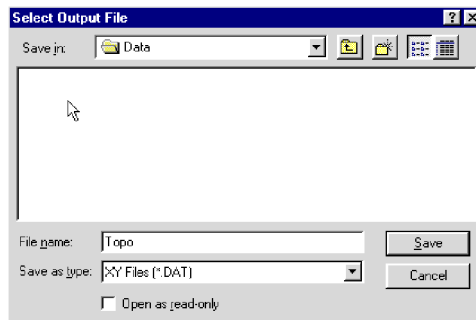 Select Output File
Save in: Data
File name: Topo Save
Save as type: XY Files (*.DAT) Cancel
Open as read-only